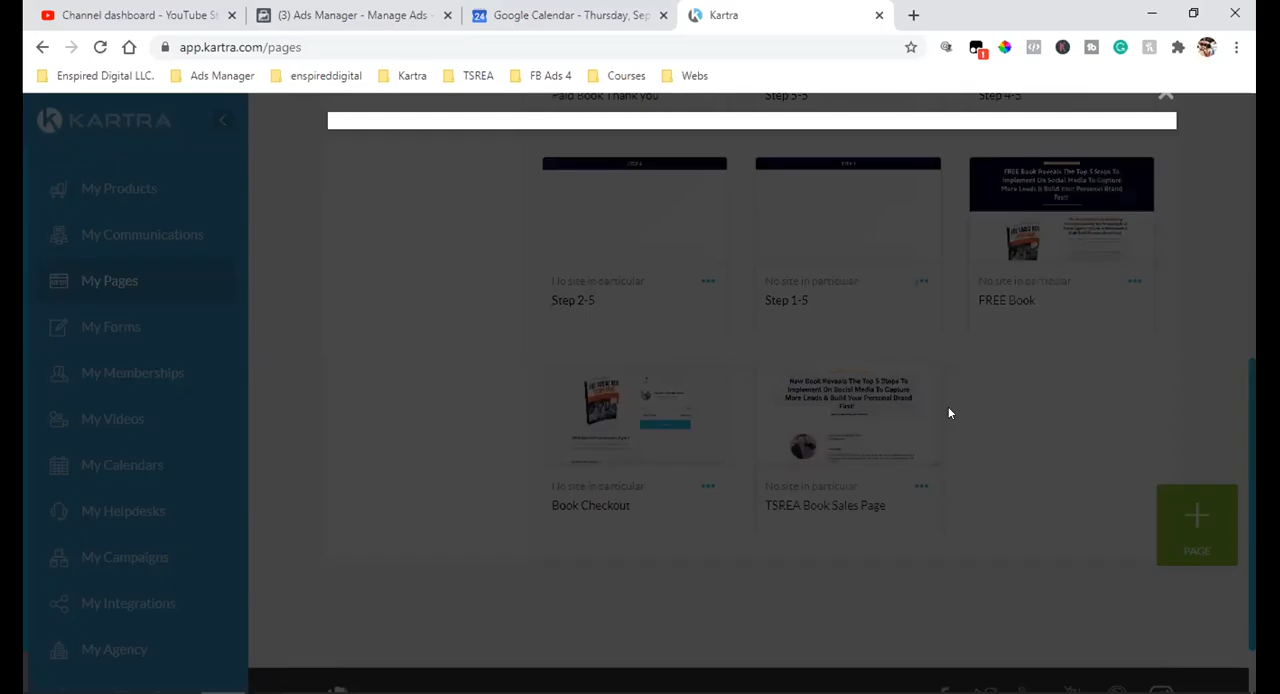 Channel dashboard - YouTube St
(3) Ads Manager - Manage Ads -
Google Calendar - Thursday, Sep
Kartra
app.kartra.com/pages
1
Enspired Digital LLC.
Ads Manager
enspireddigital
Kartra
TSREA
FB Ads 4
Courses
Webs
KARTRA
My Products
My Communications
My Pages
My Forms
My Memberships
My Videos
My Calendars
My Helpdesks
My Campaigns
My Integrations
My Agency
Paid Book Thank you
Step 5-5
Step 4-5
FREE Book Reveals The Top 5 Steps To
Implement On Social Media To Capture
More Leads & Build Your Personal Brand
Fast!
No site in particular
Step 2-5
No site in particular
Step 1-5
No site in particular
FREE Book
New Book Reveals The Top 5 Steps To
Implement On Social Media To Capture
More Leads & Build Your Personal Brand
Fast!
No site in particular
Book Checkout
No site in particular
TSREA Book Sales Page
PAGE